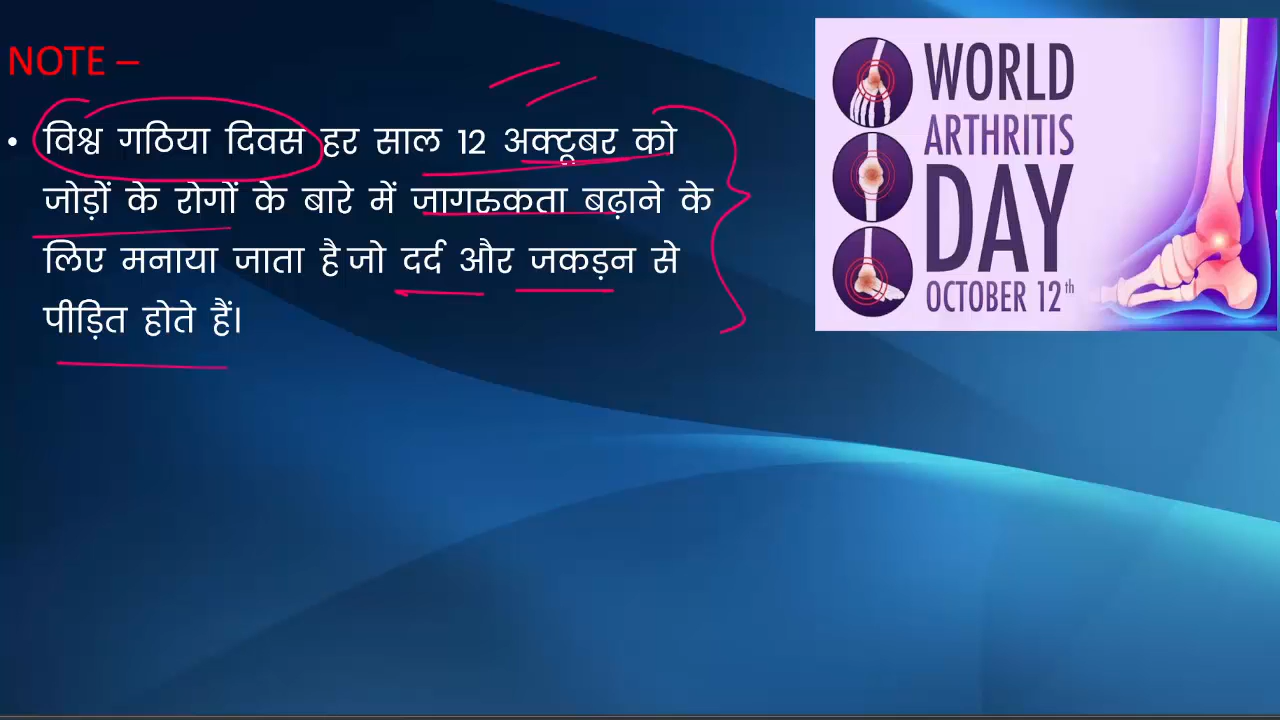 NOTE –
• विश्व गठिया दिवस हर साल 12 अक्टूबर को
जोड़ों के रोगों के बारे में जागरुकता बढ़ाने के
लिए मनाया जाता है जो दर्द और जकड़न से
पीड़ित होते हैं।
WORLD
ARTHRITIS
DAY
OCTOBER 12th